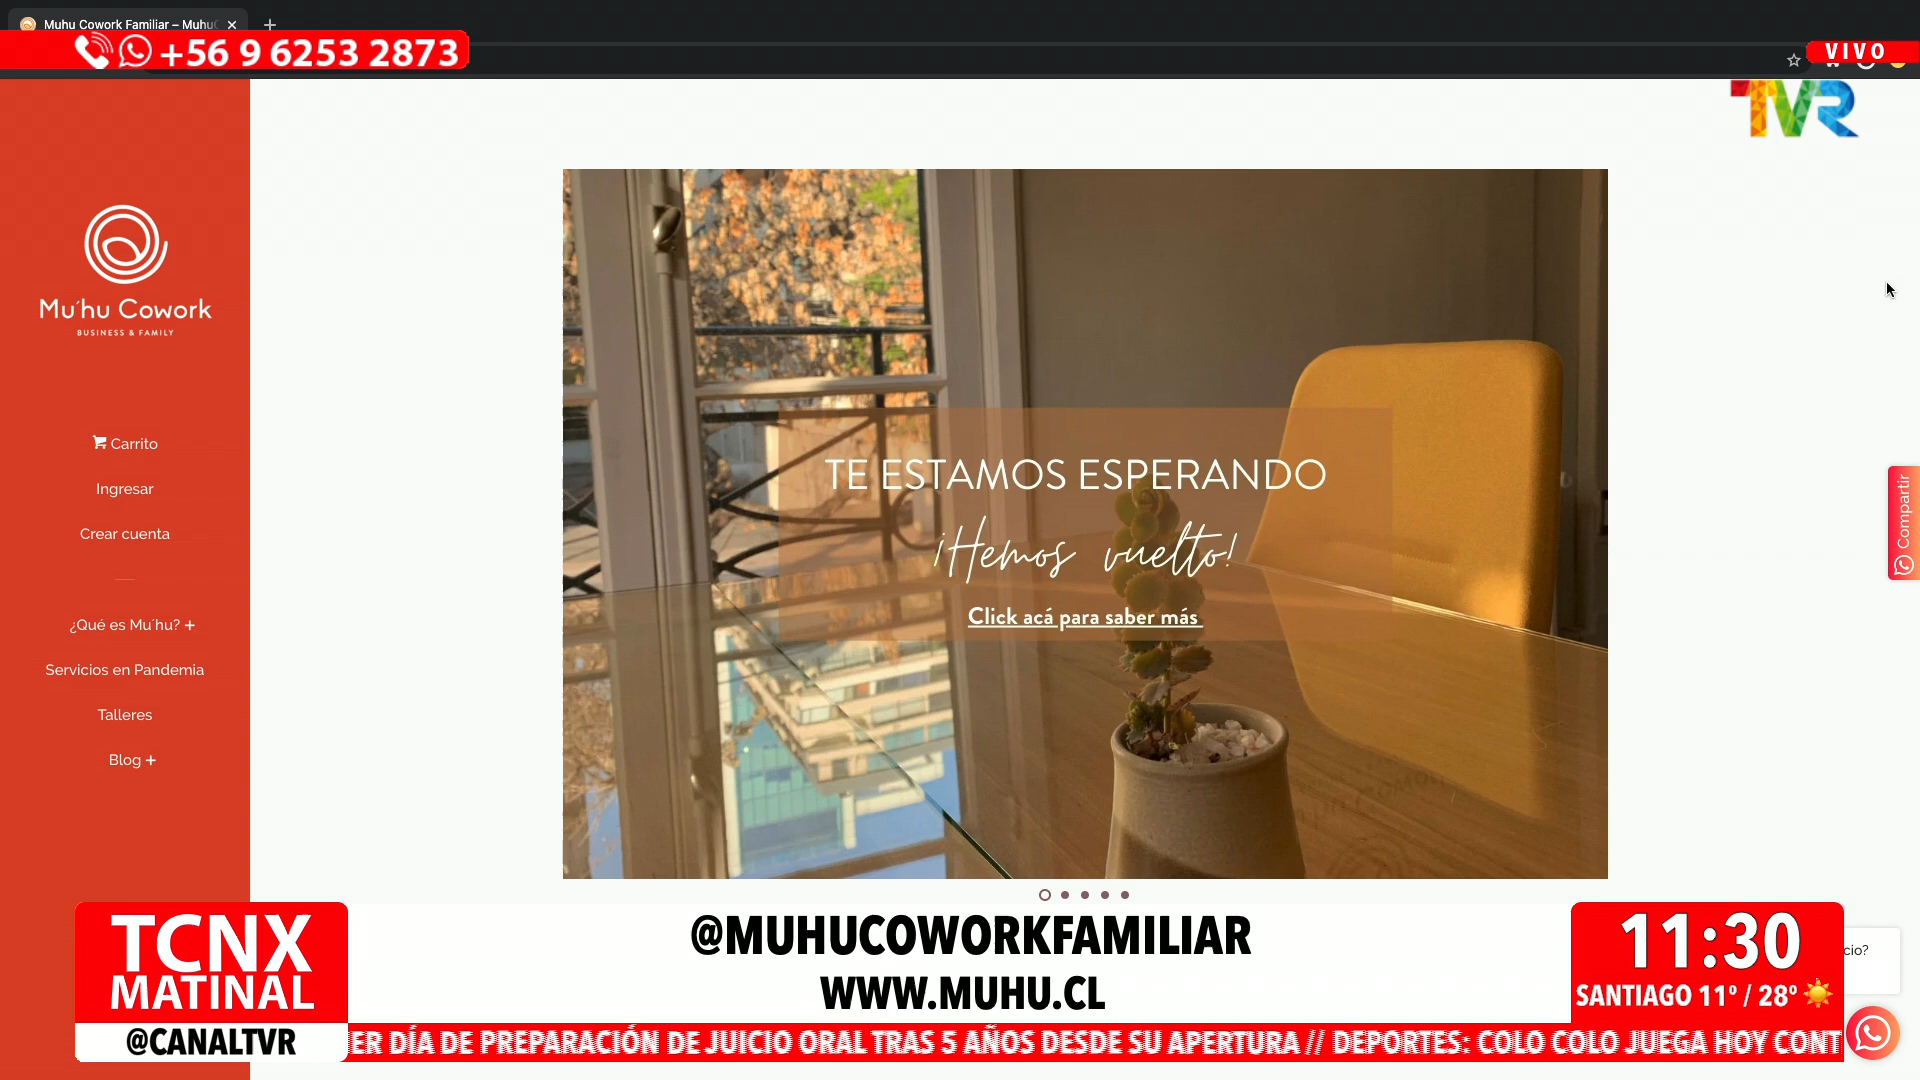 Muhu Cowork Familiar – Muhu
+56 9 6253 2873
VIVO
TVR
Mu´hu Cowork
BUSINESS & FAMILY
Carrito
Ingresar
Crear cuenta
¿Qué es Mu´hu? +
Servicios en Pandemia
Talleres
Blog +
TE ESTAMOS ESPERANDO
¡Hemos vuelto!
Click acá para saber más
Compartir
cio?
TCNX
MATINAL
@CANALTVR
@MUHUCOWORKFAMILIAR
WWW.MUHU.CL
11:30
SANTIAGO 11º / 28º
ER DÍA DE PREPARACIÓN DE JUICIO ORAL TRAS 5 AÑOS DESDE SU APERTURA // DEPORTES: COLO COLO JUEGA HOY CONT